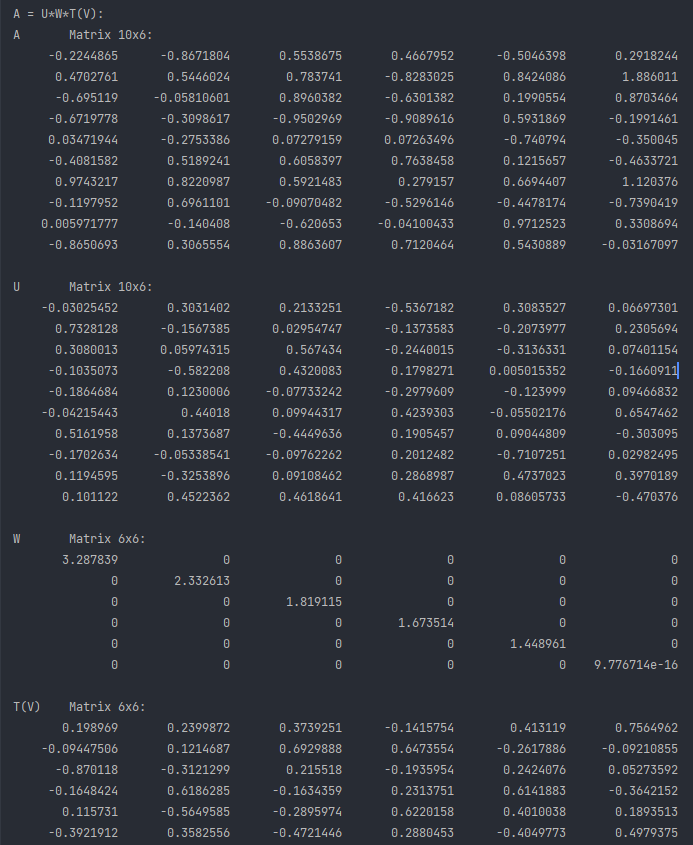 A = U*W*T(V):
A Matrix 10x6:
-0.2244865 -0.8671804 0.5538675 0.4667952 -0.5046398 0.2918244
0.4702761 0.5446024 0.783741 -0.8283025 0.8424086 1.886011
-0.695119 -0.05810601 0.8960382 -0.6301382 0.1990554 0.8703464
-0.6719778 -0.3098617 -0.9502969 -0.9089616 0.5931869 -0.1991461
0.03471944 -0.2753386 0.07279159 0.07263496 -0.740794 -0.350045
-0.4081582 0.5189241 0.6058397 0.7638458 0.1215657 -0.4633721
0.9743217 0.8220987 0.5921483 0.279157 0.6694407 1.120376
-0.1197952 0.6961101 -0.09070482 -0.5296146 -0.4478174 -0.7390419
0.005971777 -0.140408 -0.620653 -0.04100433 0.9712523 0.3308694
-0.8650693 0.3065554 0.8863607 0.7120464 0.5430889 -0.03167097
U Matrix 10x6:
-0.03025452 0.3031402 0.2133251 -0.5367182 0.3083527 0.06697301
0.7328128 -0.1567385 0.02954747 -0.1373583 -0.2073977 0.2305694
0.3080013 0.05974315 0.567434 -0.2440015 -0.3136331 0.07401154
-0.1035073 -0.582208 0.4320083 0.1798271 0.005015352 -0.1660911
-0.1864684 0.1230006 -0.07733242 -0.2979609 -0.123999 0.09466832
-0.04215443 0.44018 0.09944317 0.4239303 -0.05502176 0.6547462
0.5161958 0.1373687 -0.4449636 0.1905457 0.09044809 -0.303095
-0.1702634 -0.05338541 -0.09762262 0.2012482 -0.7107251 0.02982495
0.1194595 -0.3253896 0.09108462 0.2868987 0.4737023 0.3970189
0.101122 0.4522362 0.4618641 0.416623 0.08605733 -0.470376
W Matrix 6x6:
3.287839 0 0 0 0 0
0 2.332613 0 0 0 0
0 0 1.819115 0 0 0
0 0 0 1.673514 0 0
0 0 0 0 1.448961 0
0 0 0 0 0 9.776714e-16
T(V) Matrix 6x6:
0.198969 0.2399872 0.3739251 -0.1415754 0.413119 0.7564962
-0.09447506 0.1214687 0.6929888 0.6473554 -0.2617886 -0.09210855
-0.870118 -0.3121299 0.215518 -0.1935954 0.2424076 0.05273592
-0.1648424 0.6186285 -0.1634359 0.2313751 0.6141883 -0.3642152
0.115731 -0.5649585 -0.2895974 0.6220158 0.4010038 0.1893513
-0.3921912 0.3582556 -0.4721446 0.2880453 -0.4049773 0.4979375